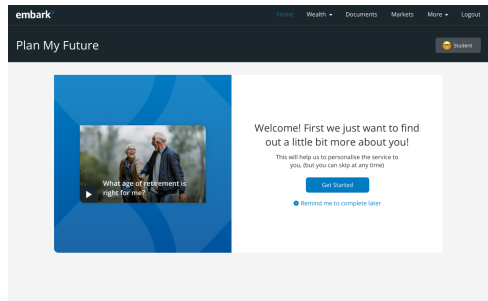 embark
Home Wealth Documents Markets More Logout
Plan My Future
Student
What age of retirement is
right for me?
Welcome! First we just want to find
out a little bit more about you!
This will help us to personalise the service to
you, (but you can skip at any time)
Get Started
Remind me to complete later